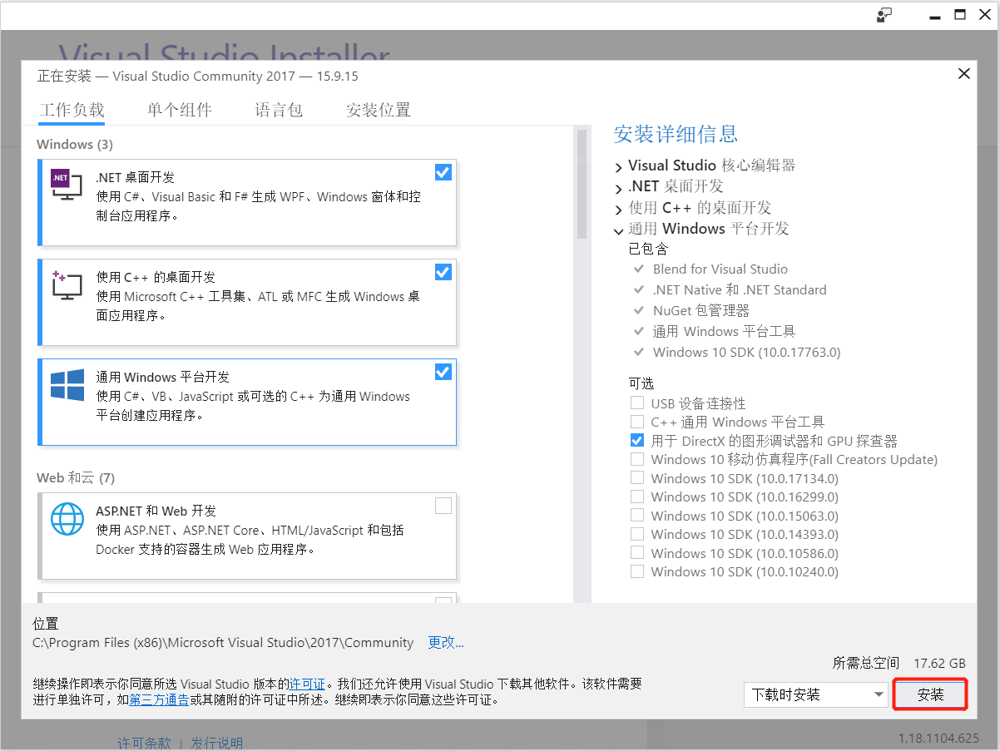 Visual Studio Installer
正在安装 — Visual Studio Community 2017 — 15.9.15
工作负载
单个组件
语言包
安装位置
Windows (3)
.NET
.NET 桌面开发
使用 C#、Visual Basic 和 F# 生成 WPF、Windows 窗体和控
制台应用程序。
使用 C++ 的桌面开发
使用 Microsoft C++ 工具集、ATL 或 MFC 生成 Windows 桌
面应用程序。
通用 Windows 平台开发
使用 C#、VB、JavaScript 或可选的 C++ 为通用 Windows
平台创建应用程序。
Web 和云 (7)
ASP.NET 和 Web 开发
使用 ASP.NET、ASP.NET Core、HTML/JavaScript 和包括
Docker 支持的容器生成 Web 应用程序。
安装详细信息
Visual Studio 核心编辑器
.NET 桌面开发
使用 C++ 的桌面开发
通用 Windows 平台开发
已包含
Blend for Visual Studio
.NET Native 和 .NET Standard
NuGet 包管理器
通用 Windows 平台工具
Windows 10 SDK (10.0.17763.0)
可选
USB 设备连接性
C++ 通用 Windows 平台工具
用于 DirectX 的图形调试器和 GPU 探查器
Windows 10 移动仿真程序(Fall Creators Update)
Windows 10 SDK (10.0.17134.0)
Windows 10 SDK (10.0.16299.0)
Windows 10 SDK (10.0.15063.0)
Windows 10 SDK (10.0.14393.0)
Windows 10 SDK (10.0.10586.0)
Windows 10 SDK (10.0.10240.0)
位置
C:\Program Files (x86)\Microsoft Visual Studio\2017\Community 更改...
所需总空间 17.62 GB
继续操作即表示你同意所选 Visual Studio 版本的许可证。我们还允许使用 Visual Studio 下载其他软件。该软件需要
进行单独许可，如第三方通告或其随附的许可证中所述。继续即表示你同意这些许可证。
下载时安装
安装
许可条款 | 发行说明
1.18.1104.625